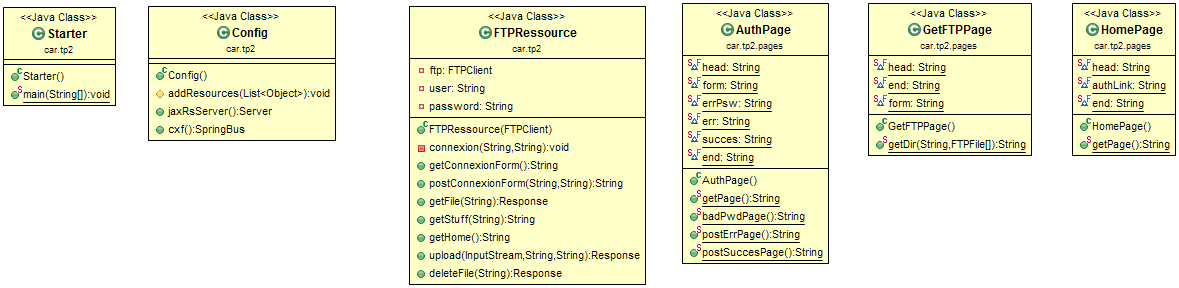 <<Java Class>>
Starter
car.tp2
Starter()
main(String[]):void
<<Java Class>>
Config
car.tp2
Config()
addResources(List<Object>):void
jaxRsServer():Server
cxf():SpringBus
<<Java Class>>
FTPRessource
car.tp2
ftp: FTPClient
user: String
password: String
FTPRessource(FTPClient)
connexion(String,String):void
getConnexionForm():String
postConnexionForm(String,String):String
getFile(String):Response
getStuff(String):String
getHome():String
upload(InputStream,String,String):Response
deleteFile(String):Response
<<Java Class>>
AuthPage
car.tp2.pages
head: String
form: String
errPsw: String
err: String
succes: String
end: String
AuthPage()
getPage():String
badPwdPage():String
postErrPage():String
postSuccesPage():String
<<Java Class>>
GetFTPPage
car.tp2.pages
head: String
end: String
form: String
GetFTPPage()
getDir(String,FTPFile[]):String
<<Java Class>>
HomePage
car.tp2.pages
head: String
authLink: String
end: String
HomePage()
getPage():String